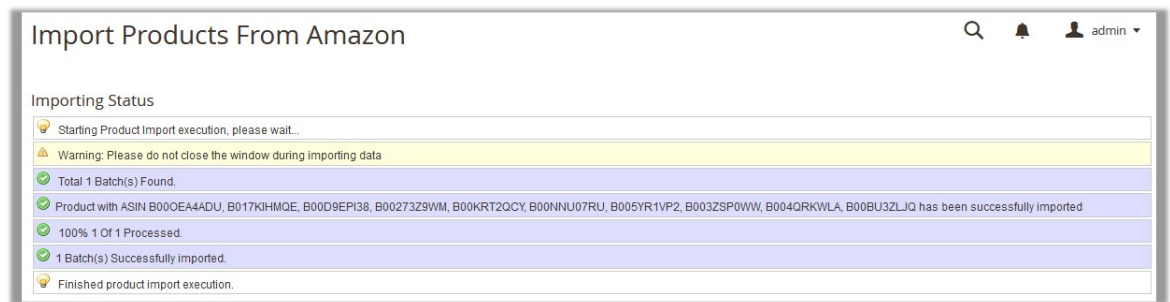 Import Products From Amazon
admin
Importing Status
Starting Product Import execution, please wait...
Warning: Please do not close the window during importing data
Total 1 Batch(s) Found.
Product with ASIN B00OEA4ADU, B017KIHMQE, B00D9EPI38, B00273Z9WM, B00KRT2QCY, B00NNU07RU, B005YR1VP2, B003ZSP0WW, B004QRKWLA, B00BU3ZLJQ has been successfully imported
100% 1 Of 1 Processed.
1 Batch(s) Successfully imported.
Finished product import execution.